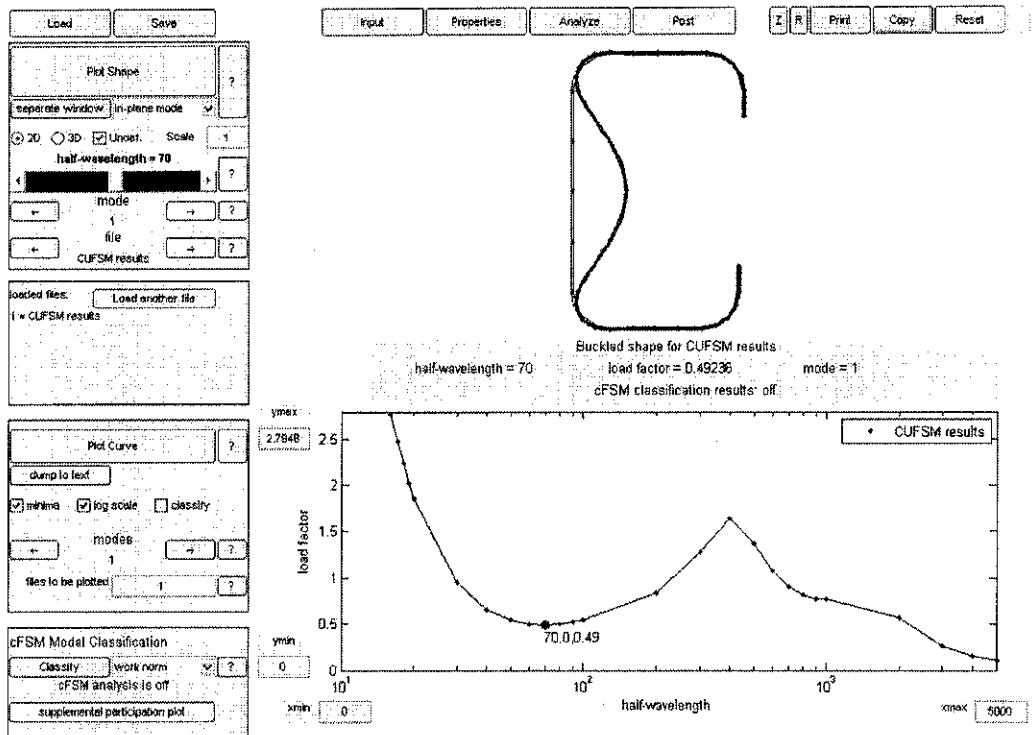 Load Save Input Properties Analyze Post Z R Print Copy Reset
Plot Shape ?
separate window in-plane mode
2D 3D Undef. Scale 1
half-wavelength = 70
?
mode
← 1 → ?
file
← → ?
CUFSM results
loaded files: Load another file
1 = CUFSM results
Buckled shape for CUFSM results
half-wavelength = 70 load factor = 0.49236 mode = 1
cFSM classification results: off
Plot Curve ?
dump to text
minima log scale classify
modes
← 1 → ?
files to be plotted 1 ?
cFSM Model Classification
Classify work norm ?
cFSM analysis is off
supplemental participation plot
ymax
2.7948
ymin
0
load factor
2.5
2
1.5
1
0.5
0
CUFSM results
70.0,0.49
10¹ 10² 10³
half-wavelength
xmin 0
xmax 5000